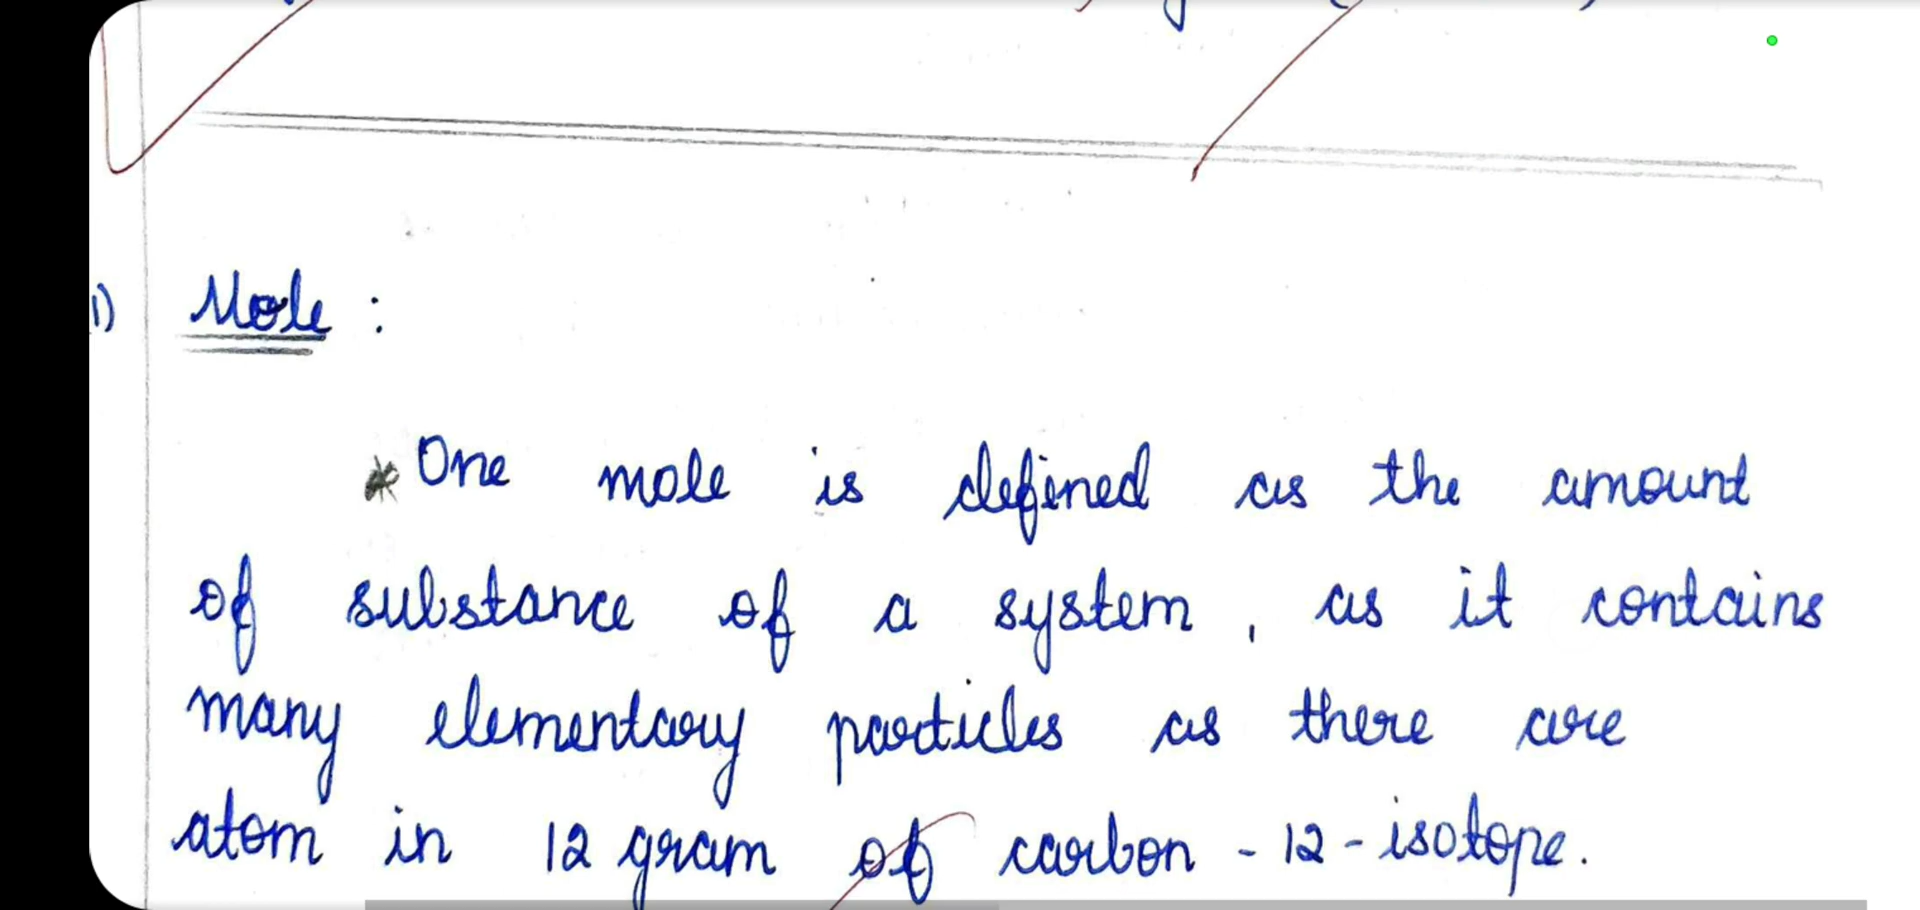 1) Mole :
* One mole is defined as the amount
of substance of a system, as it contains
many elementary particles as there are
atom in 12 gram of carbon - 12 - isotope.